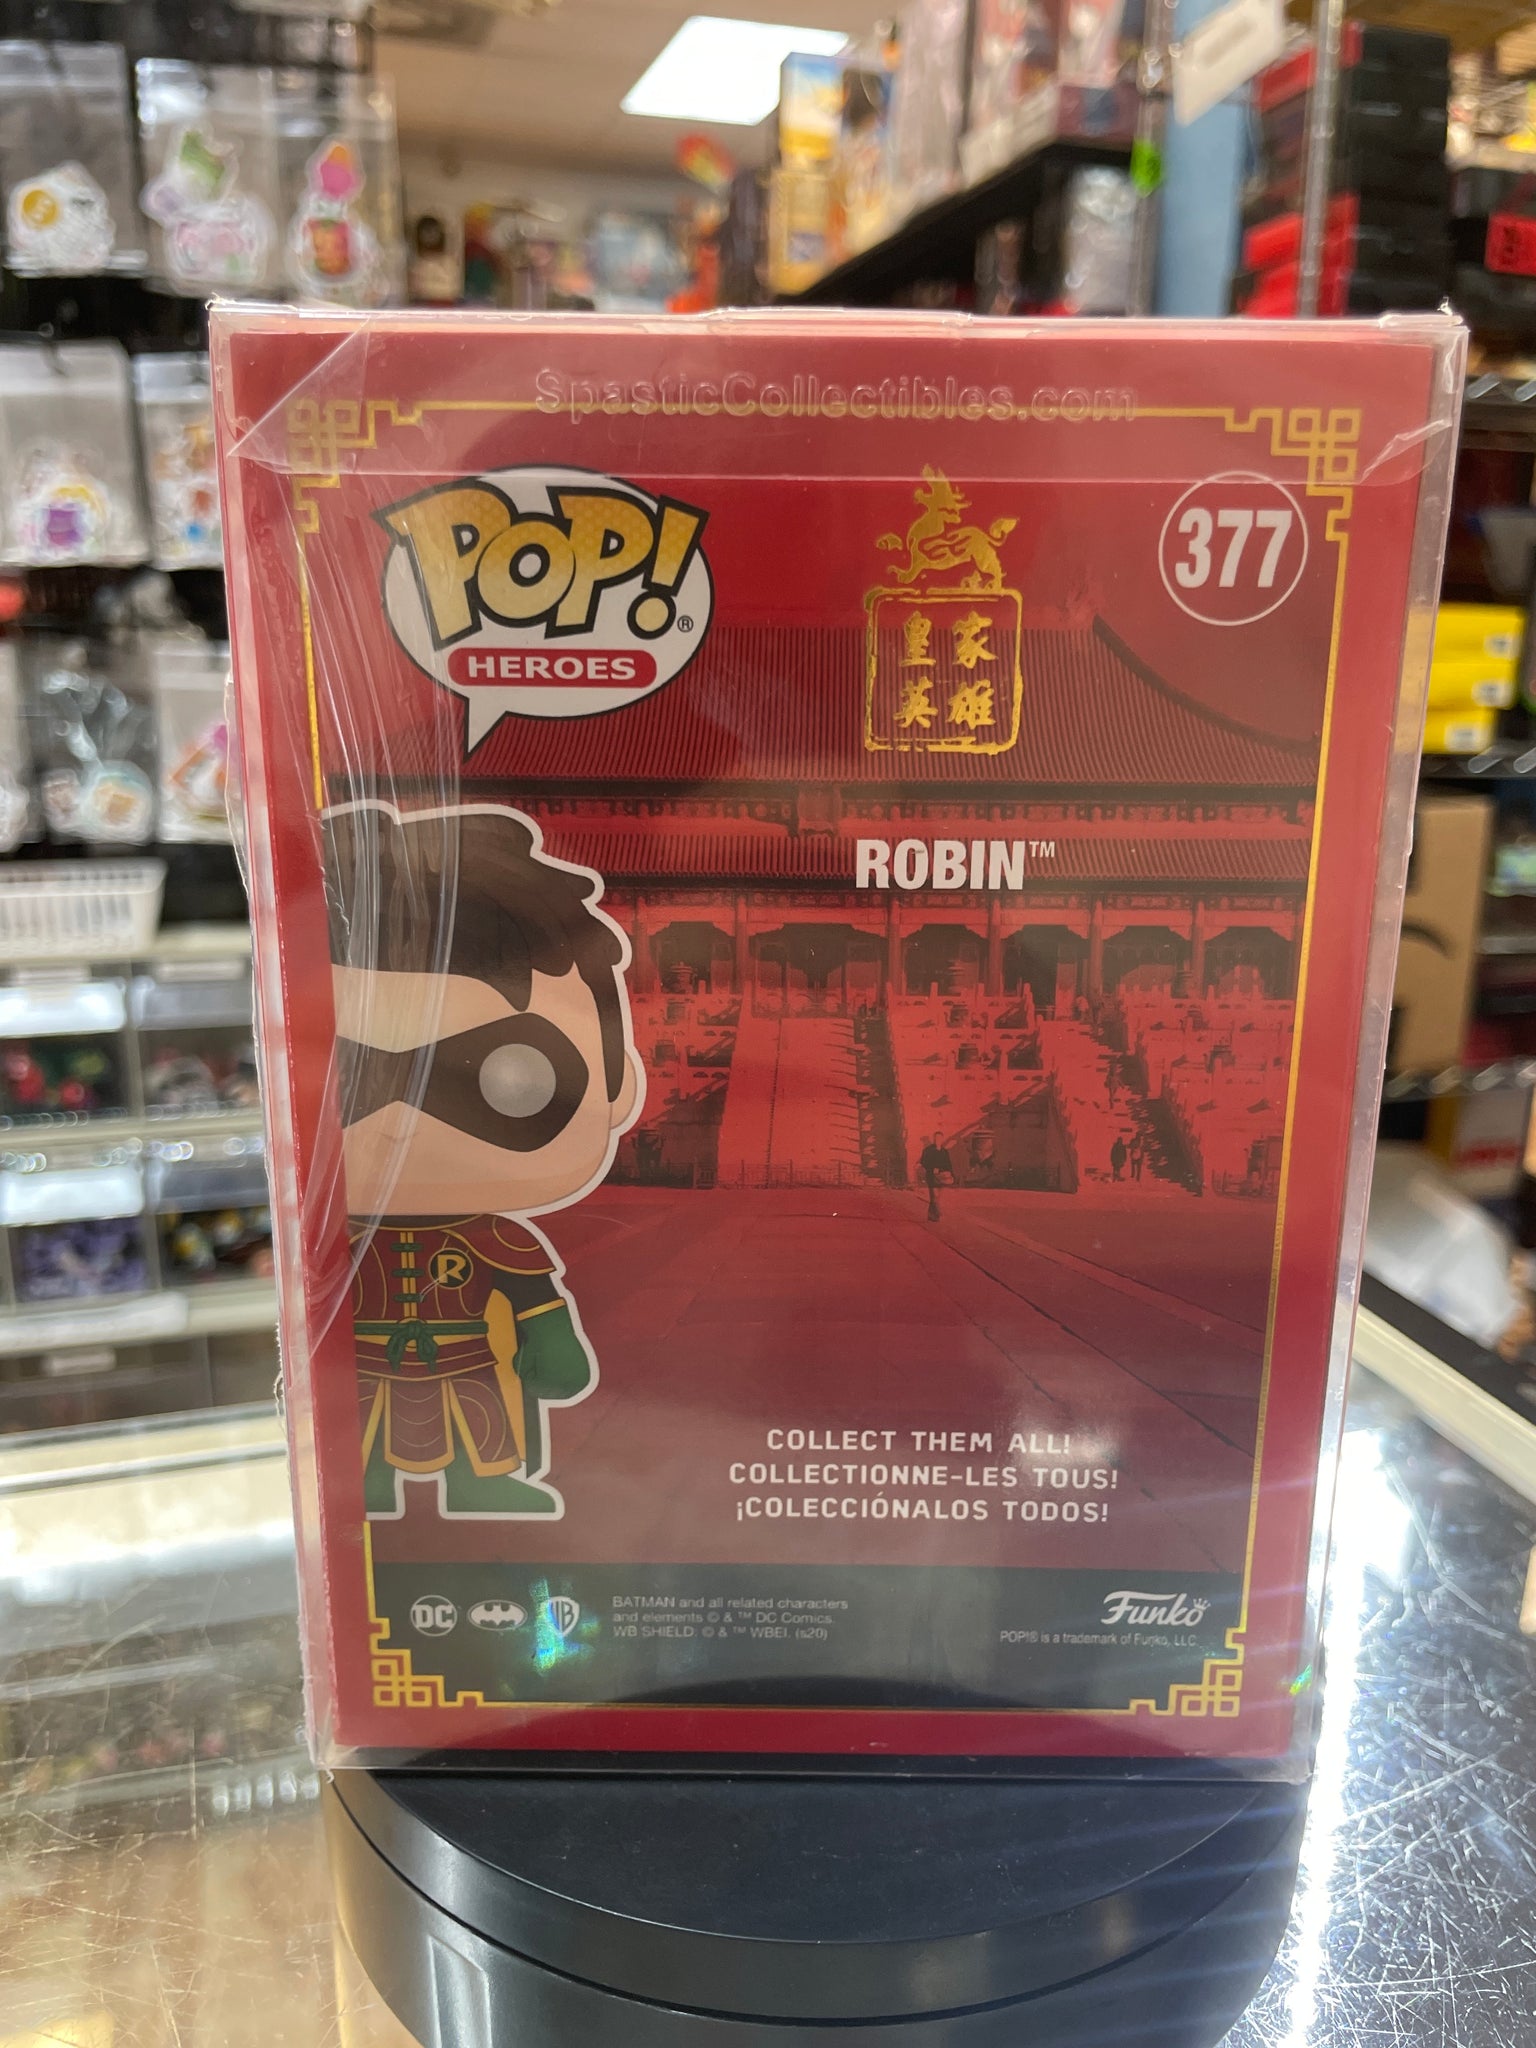 SpasticCollectibles.com
POP!®
HEROES
皇家
英雄
377
ROBIN™
R
COLLECT THEM ALL!
COLLECTIONNE-LES TOUS!
¡COLECCIÓNALOS TODOS!
DC
WB
BATMAN and all related characters
and elements © & ™ DC Comics.
WB SHIELD: © & ™ WBEI. (s20)
Funko
POP!® is a trademark of Funko, LLC